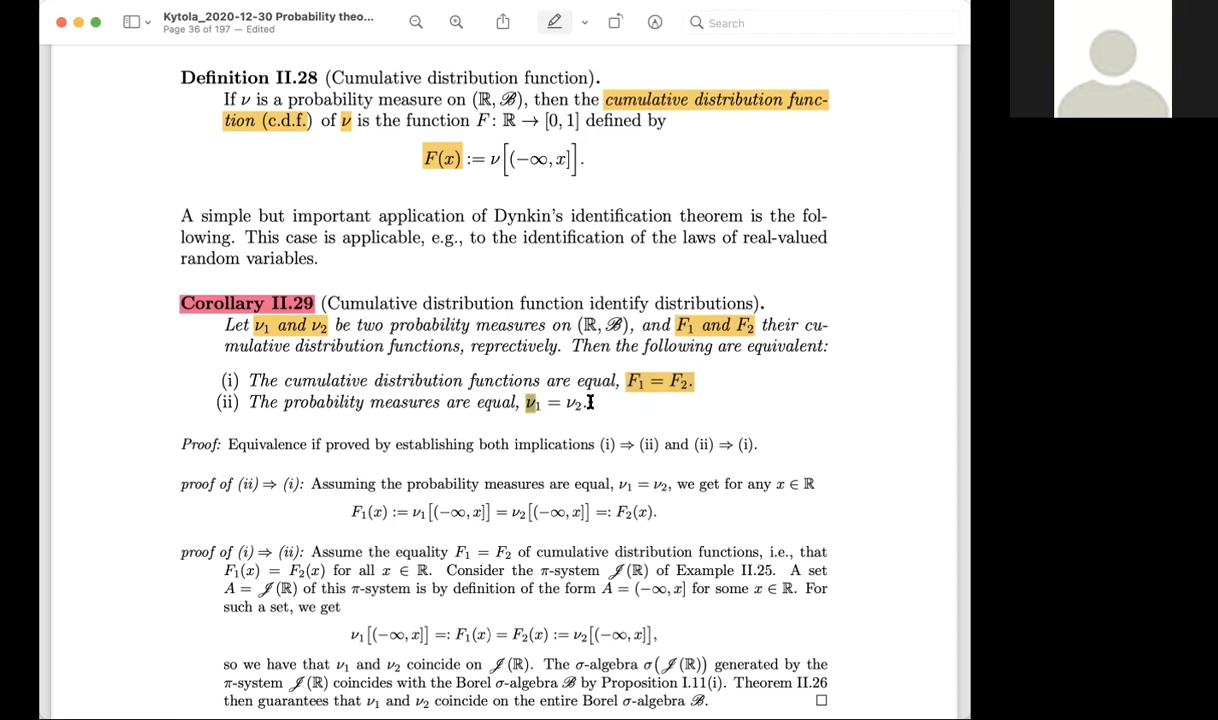 Kytola_2020-12-30 Probability theo...
Page 36 of 197 — Edited
Search
Definition II.28 (Cumulative distribution function).
If ν is a probability measure on (ℝ, ℬ), then the cumulative distribution func-
tion (c.d.f.) of ν is the function F: ℝ → [0, 1] defined by
F(x) := ν[(−∞, x]].
A simple but important application of Dynkin's identification theorem is the fol-
lowing. This case is applicable, e.g., to the identification of the laws of real-valued
random variables.
Corollary II.29 (Cumulative distribution function identify distributions).
Let ν₁ and ν₂ be two probability measures on (ℝ, ℬ), and F₁ and F₂ their cu-
mulative distribution functions, reprectively. Then the following are equivalent:
(i) The cumulative distribution functions are equal, F₁ = F₂.
(ii) The probability measures are equal, ν₁ = ν₂.
Proof: Equivalence if proved by establishing both implications (i) ⇒ (ii) and (ii) ⇒ (i).
proof of (ii) ⇒ (i): Assuming the probability measures are equal, ν₁ = ν₂, we get for any x ∈ ℝ
F₁(x) := ν₁[(−∞, x]] = ν₂[(−∞, x]] =: F₂(x).
proof of (i) ⇒ (ii): Assume the equality F₁ = F₂ of cumulative distribution functions, i.e., that
F₁(x) = F₂(x) for all x ∈ ℝ. Consider the π-system 𝒥(ℝ) of Example II.25. A set
A = 𝒥(ℝ) of this π-system is by definition of the form A = (−∞, x] for some x ∈ ℝ. For
such a set, we get
ν₁[(−∞, x]] =: F₁(x) = F₂(x) := ν₂[(−∞, x]],
so we have that ν₁ and ν₂ coincide on 𝒥(ℝ). The σ-algebra σ(𝒥(ℝ)) generated by the
π-system 𝒥(ℝ) coincides with the Borel σ-algebra ℬ by Proposition I.11(i). Theorem II.26
then guarantees that ν₁ and ν₂ coincide on the entire Borel σ-algebra ℬ. □